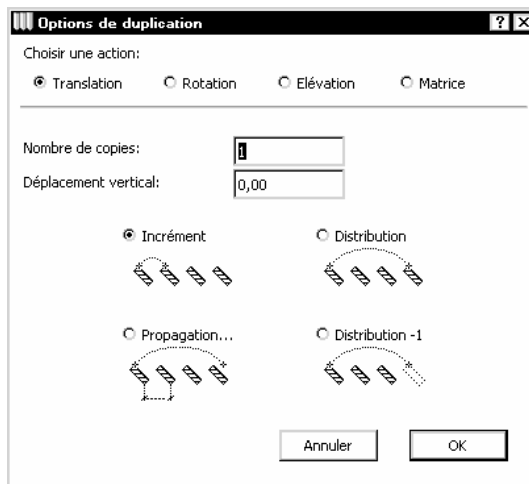 Options de duplication
Choisir une action:
Translation Rotation Elévation Matrice
Nombre de copies: 1
Déplacement vertical: 0,00
Incrément Distribution
Propagation... Distribution -1
Annuler OK